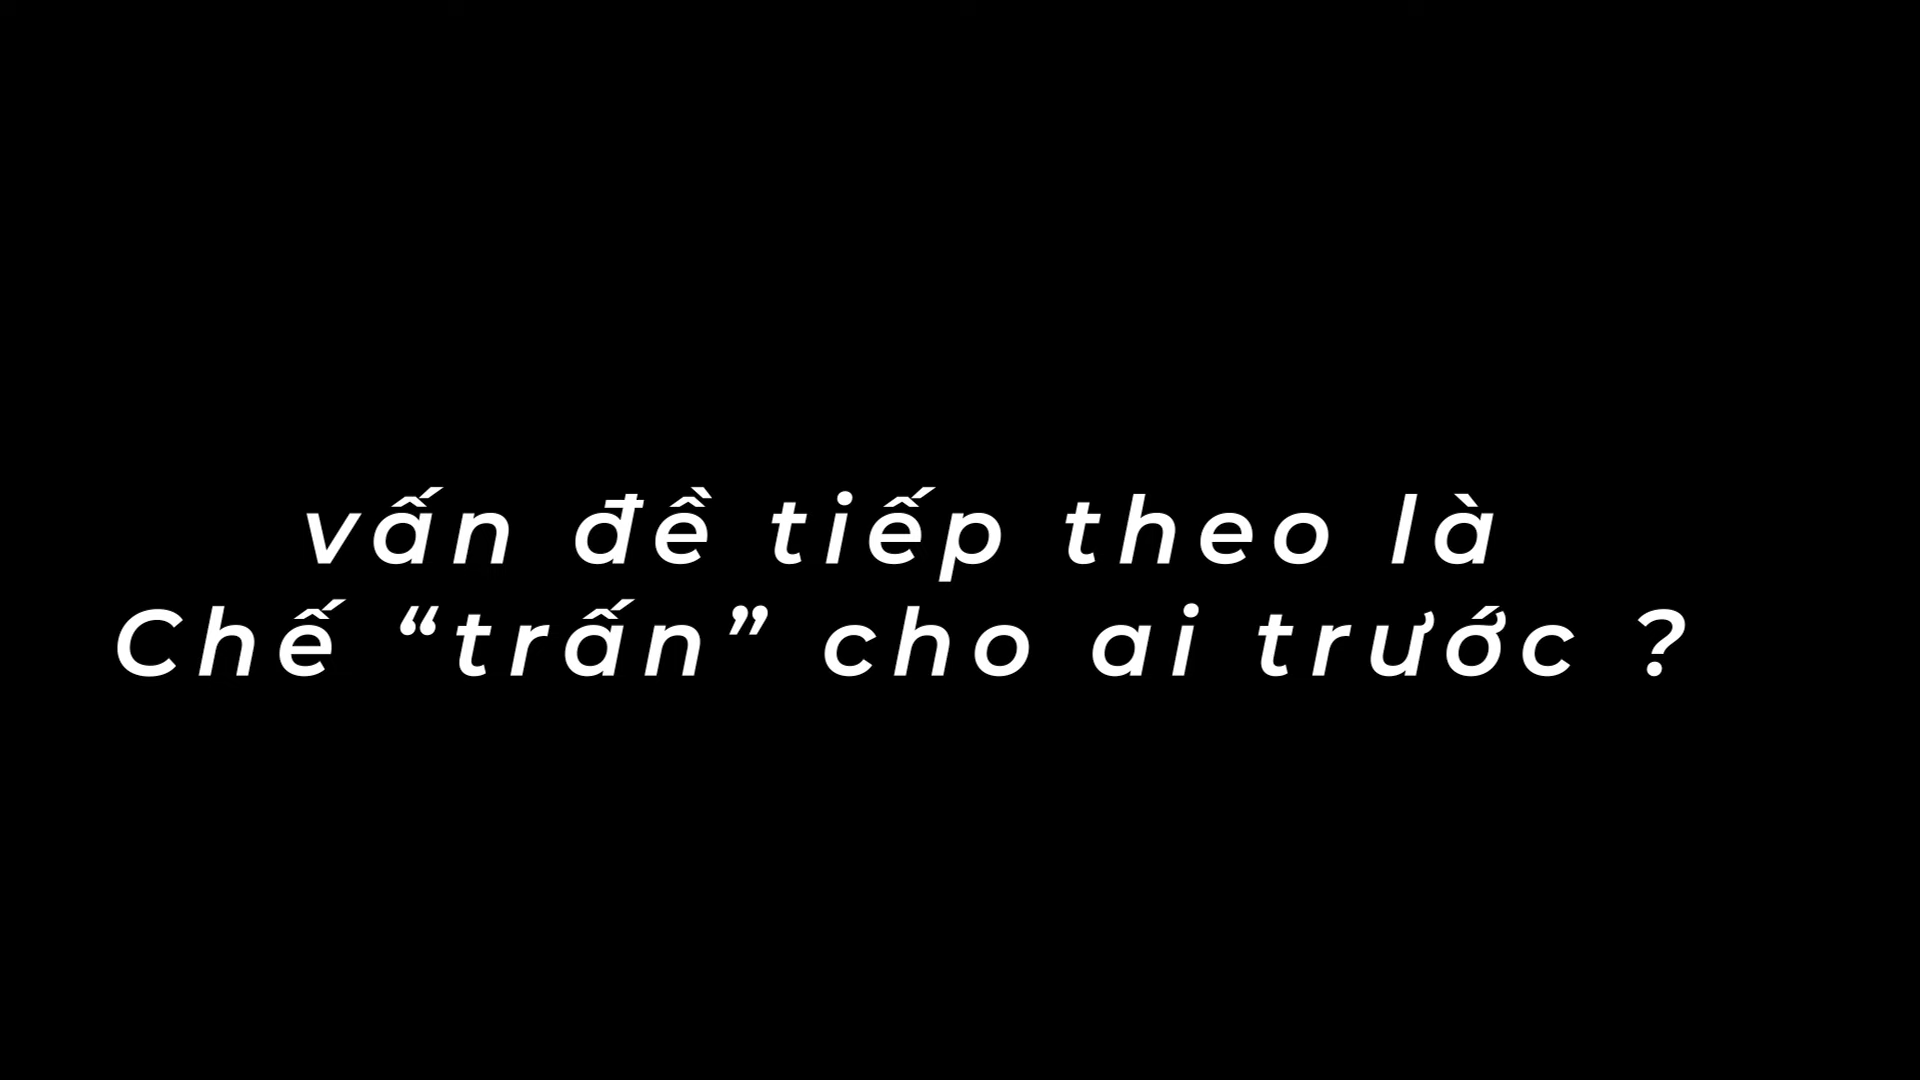 vấn đề tiếp theo là
Chế “trấn” cho ai trước ?